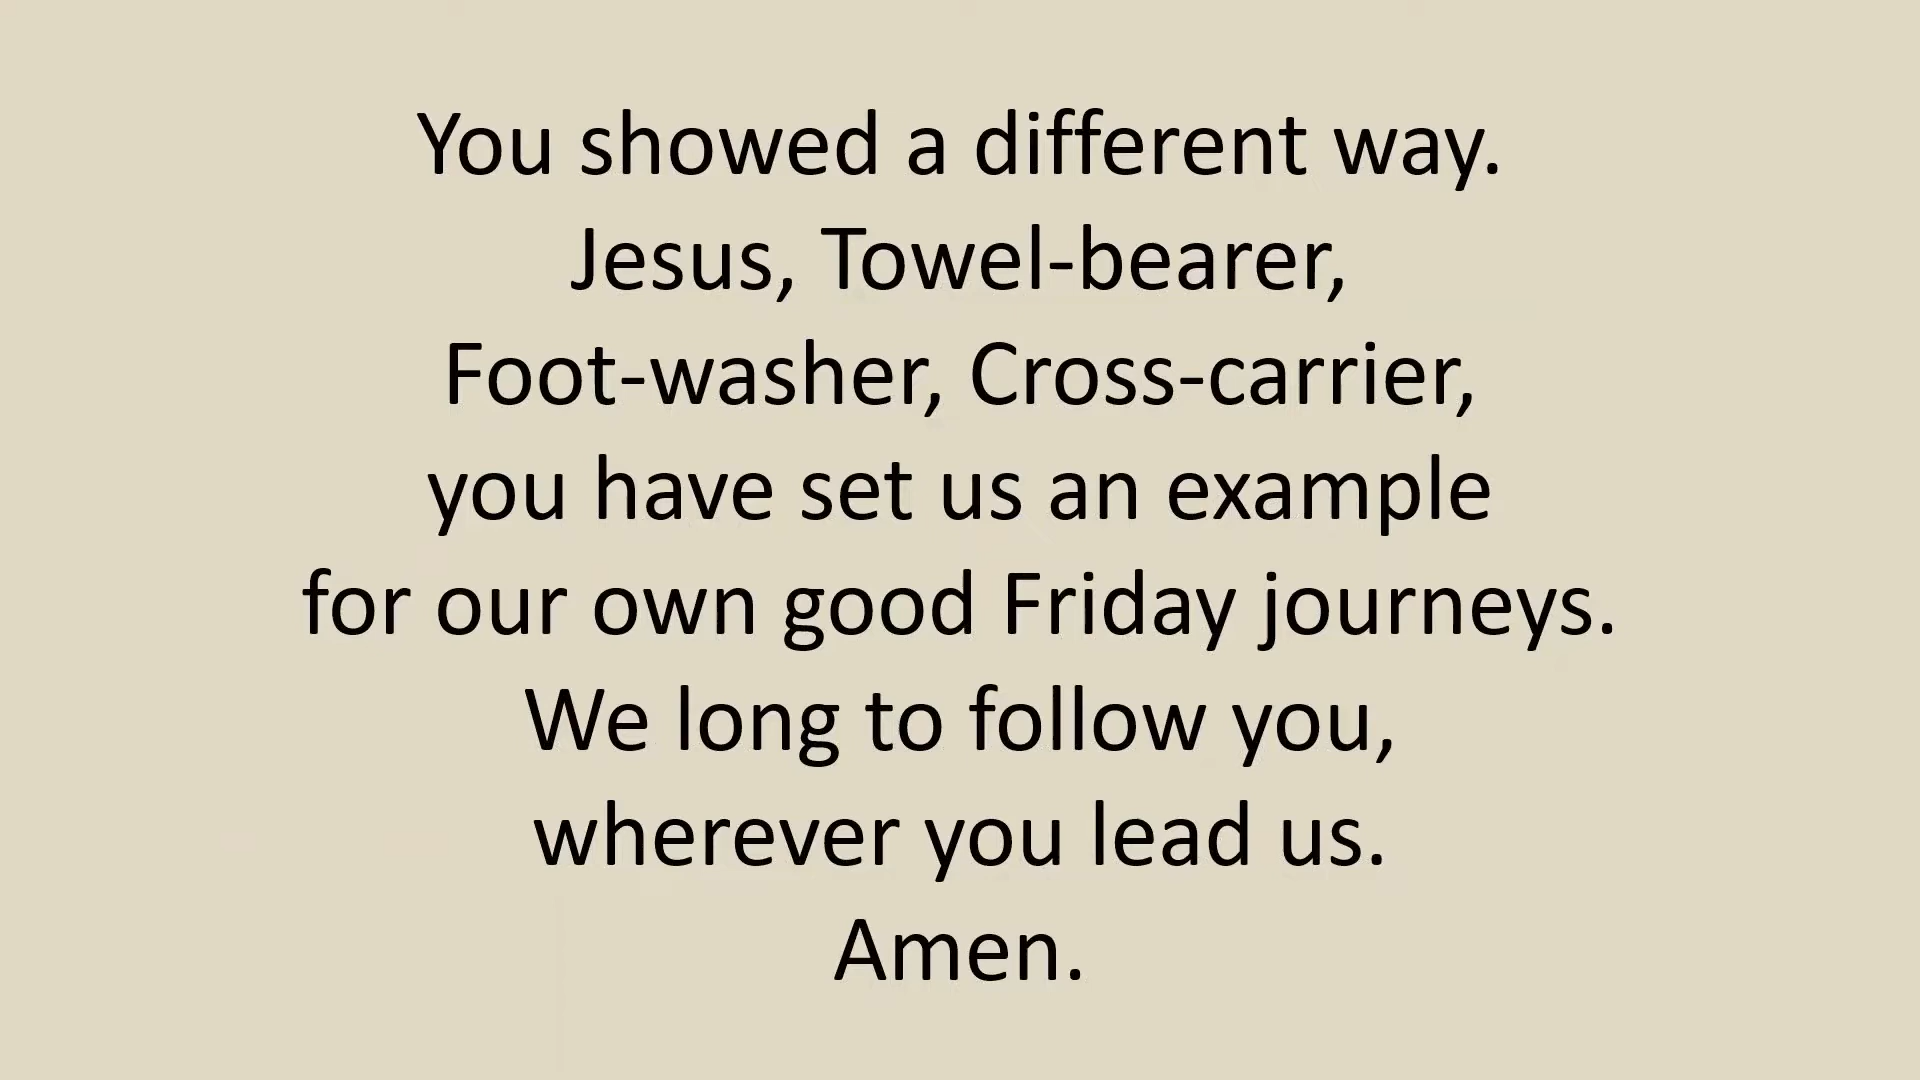 You showed a different way.
Jesus, Towel-bearer,
Foot-washer, Cross-carrier,
you have set us an example
for our own good Friday journeys.
We long to follow you,
wherever you lead us.
Amen.